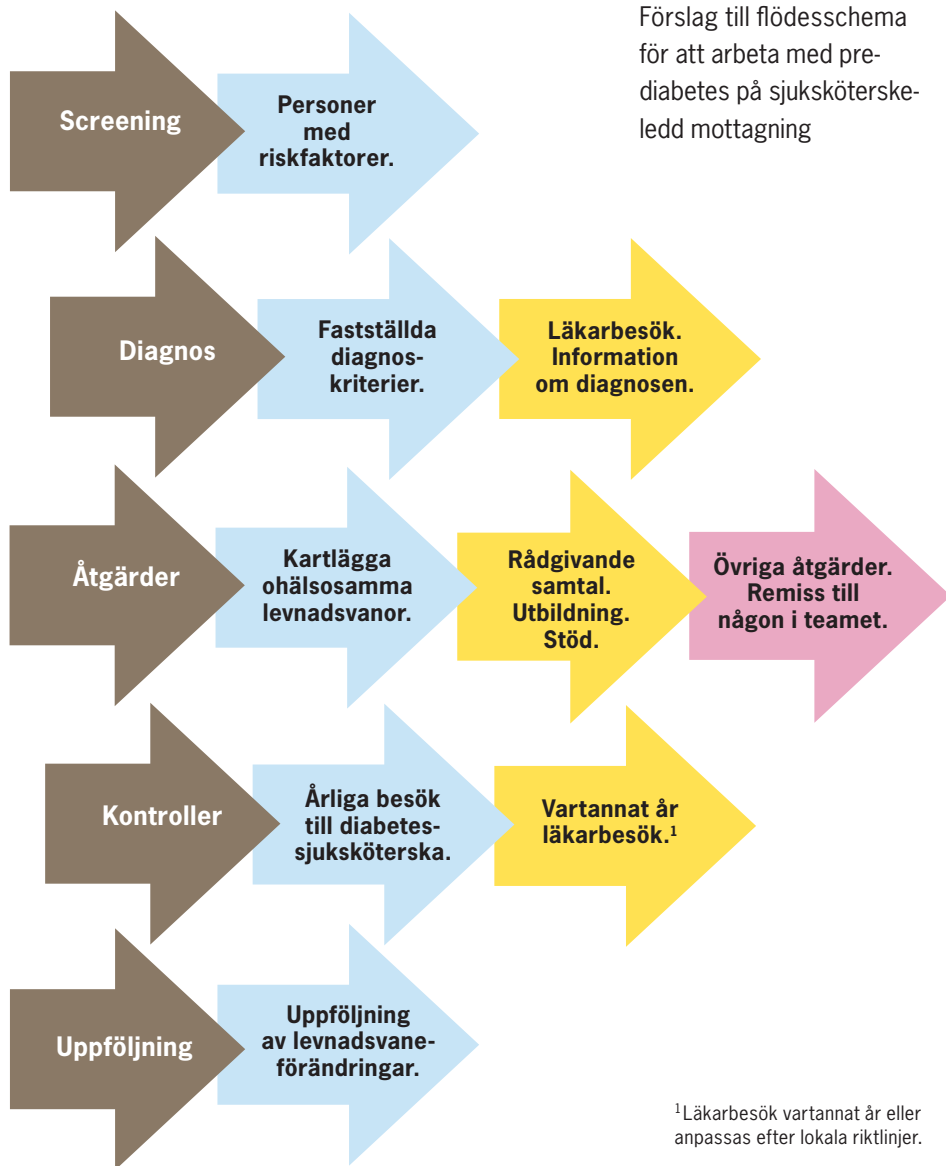 Förslag till flödesschema
för att arbeta med pre-
diabetes på sjuksköterske-
ledd mottagning
Screening
Personer
med
riskfaktorer.
Diagnos
Fastställda
diagnos-
kriterier.
Läkarbesök.
Information
om diagnosen.
Åtgärder
Kartlägga
ohälsosamma
levnadsvanor.
Rådgivande
samtal.
Utbildning.
Stöd.
Övriga åtgärder.
Remiss till
någon i teamet.
Kontroller
Årliga besök
till diabetes-
sjuksköterska.
Vartannat år
läkarbesök.¹
Uppföljning
Uppföljning
av levnadsvane-
förändringar.
¹Läkarbesök vartannat år eller
anpassas efter lokala riktlinjer.